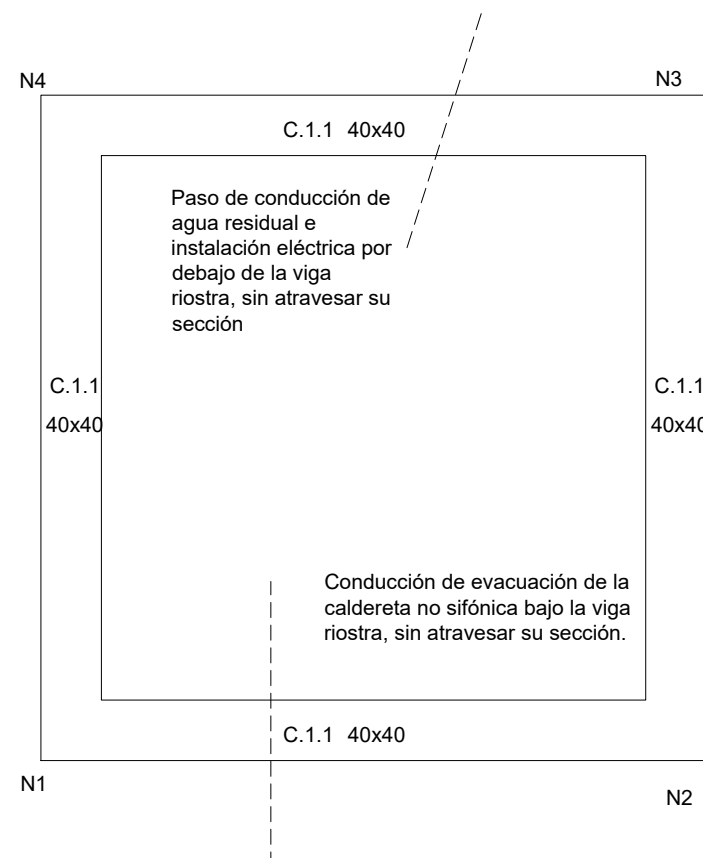 N4
N3
C.1.1 40x40
Paso de conducción de
agua residual e
instalación eléctrica por
debajo de la viga
riostra, sin atravesar su
sección
C.1.1
40x40
C.1.1
40x40
Conducción de evacuación de la
caldereta no sifónica bajo la viga
riostra, sin atravesar su sección.
C.1.1 40x40
N1
N2